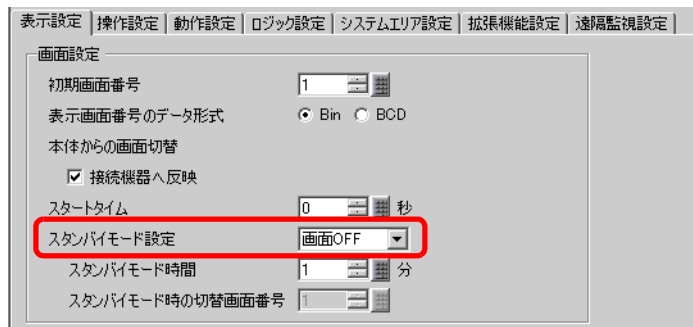 表示設定 操作設定 動作設定 ロジック設定 システムエリア設定 拡張機能設定 遠隔監視設定
画面設定
初期画面番号 1
表示画面番号のデータ形式 Bin BCD
本体からの画面切替
接続機器へ反映
スタートタイム 0 秒
スタンバイモード設定 画面OFF
スタンバイモード時間 1 分
スタンバイモード時の切替画面番号 1